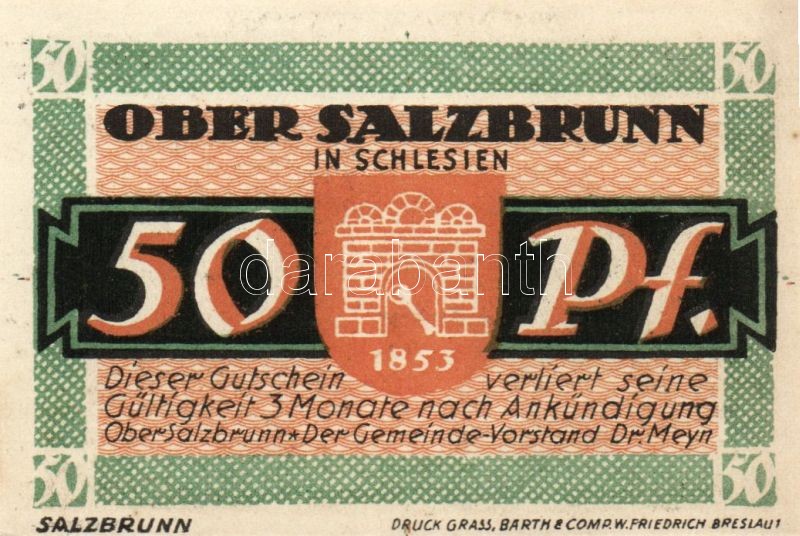 50 50
OBER SALZBRUNN
IN SCHLESIEN
50 Pf.
darabanth
1853
Dieser Gutschein verliert seine
Gültigkeit 3 Monate nach Ankündigung
OberSalzbrunn * Der Gemeinde-Vorstand Dr Meyn
50 50
SALZBRUNN DRUCK GRASS, BARTH & COMP. W. FRIEDRICH BRESLAU 1